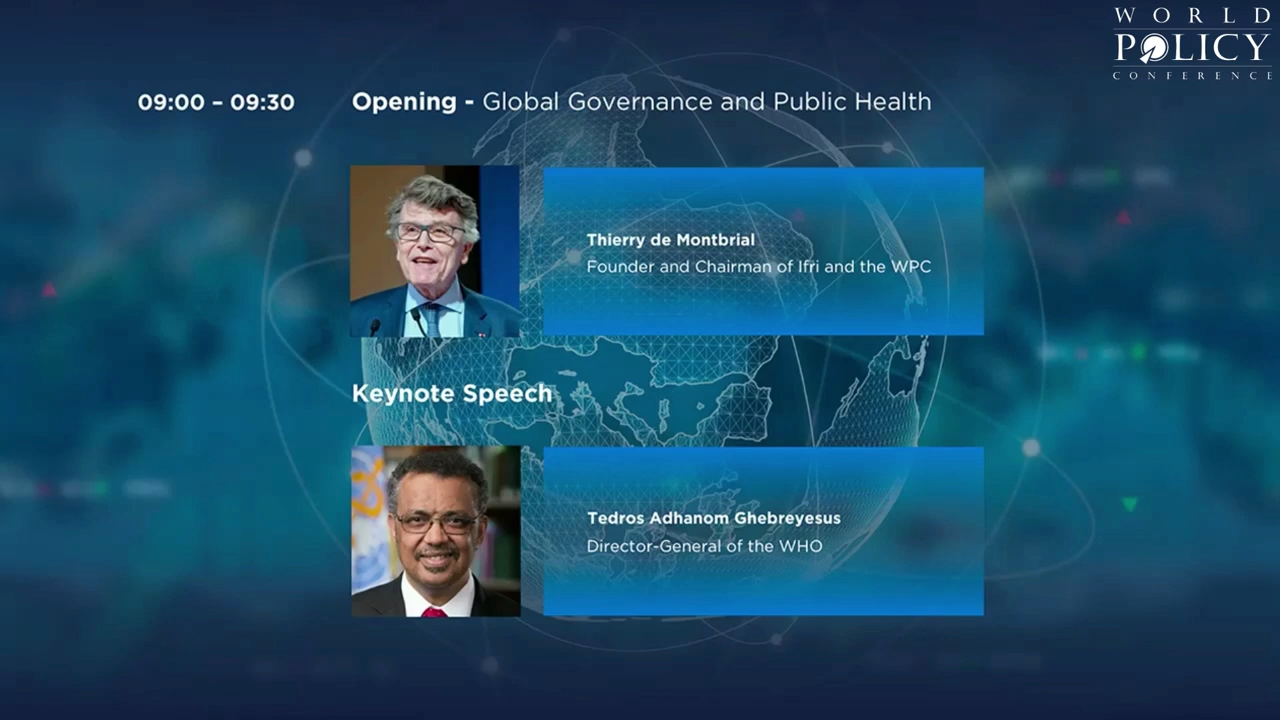 WORLD
POLICY
CONFERENCE
09:00 – 09:30
Opening - Global Governance and Public Health
Thierry de Montbrial
Founder and Chairman of Ifri and the WPC
Keynote Speech
Tedros Adhanom Ghebreyesus
Director-General of the WHO